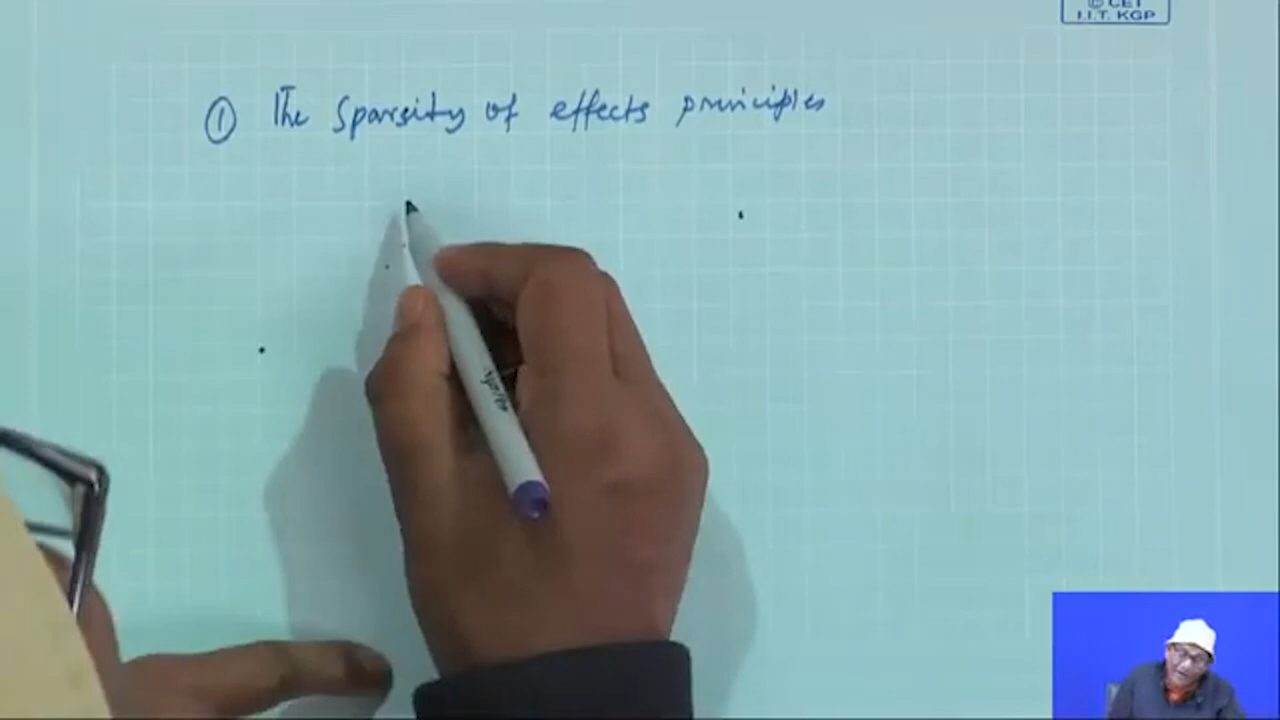 © CET
I.I.T. KGP
① The Sparsity of effects principles